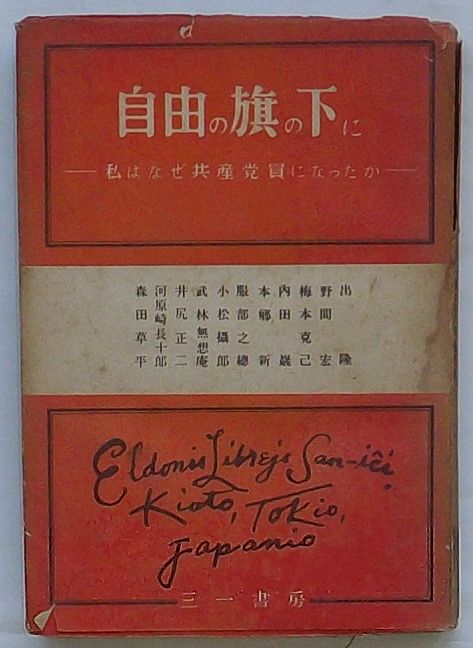 自由の旗の下に
―私はなぜ共産党員になったか―
出隆
野間宏
梅本克己
內田巖
本鄕新
服部之總
小松攝郎
武林無想庵
井尻正二
河原崎長十郎
森田草平
Eldonis Librejo San-iĉi,
Kioto, Tokio,
Japanio
三一書房